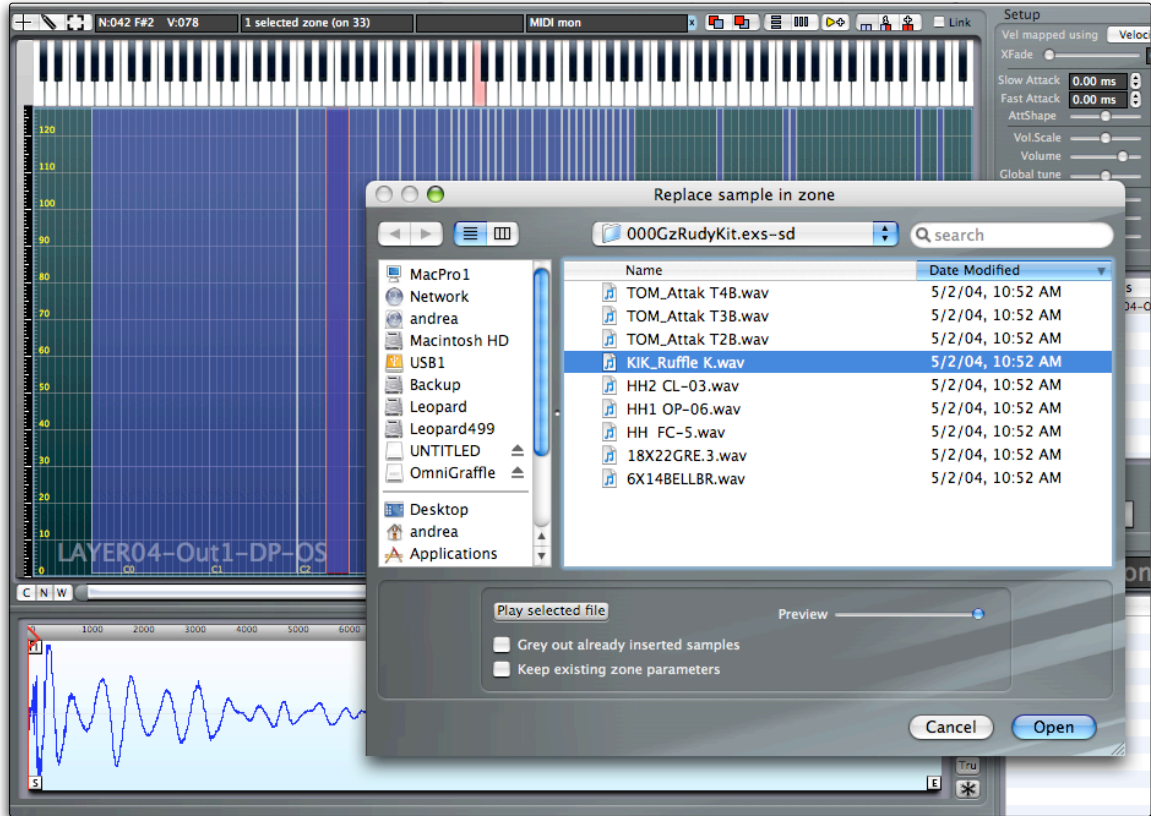 N:042 F#2 V:078
1 selected zone (on 33)
MIDI mon
x
Link
Setup
Vel mapped using
XFade
Slow Attack 0.00 ms
Fast Attack 0.00 ms
AttShape
Vol.Scale
Volume
Global tune
120
110
100
90
80
70
60
50
40
30
20
10
0
LAYER04-Out1-DP-OS
C0 C1 C2
C N W
Replace sample in zone
000GzRudyKit.exs-sd
search
MacPro1
Network
andrea
Macintosh HD
USB1
Backup
Leopard
Leopard499
UNTITLED
OmniGraffle
Desktop
andrea
Applications
Name Date Modified
TOM_Attak T4B.wav 5/2/04, 10:52 AM
TOM_Attak T3B.wav 5/2/04, 10:52 AM
TOM_Attak T2B.wav 5/2/04, 10:52 AM
KIK_Ruffle K.wav 5/2/04, 10:52 AM
HH2 CL-03.wav 5/2/04, 10:52 AM
HH1 OP-06.wav 5/2/04, 10:52 AM
HH FC-5.wav 5/2/04, 10:52 AM
18X22GRE.3.wav 5/2/04, 10:52 AM
6X14BELLBR.wav 5/2/04, 10:52 AM
Play selected file
Preview
Grey out already inserted samples
Keep existing zone parameters
Cancel Open
1000 2000 3000 4000 5000 6000
S
E
Tru